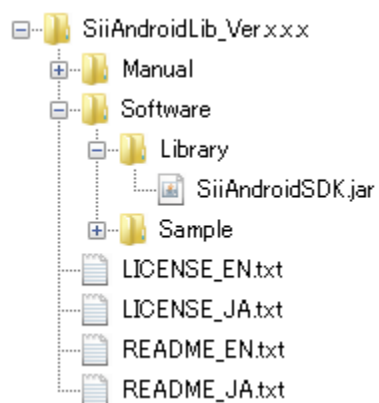 SiiAndroidLib_Ver.x.x.x
Manual
Software
Library
SiiAndroidSDK.jar
Sample
LICENSE_EN.txt
LICENSE_JA.txt
README_EN.txt
README_JA.txt